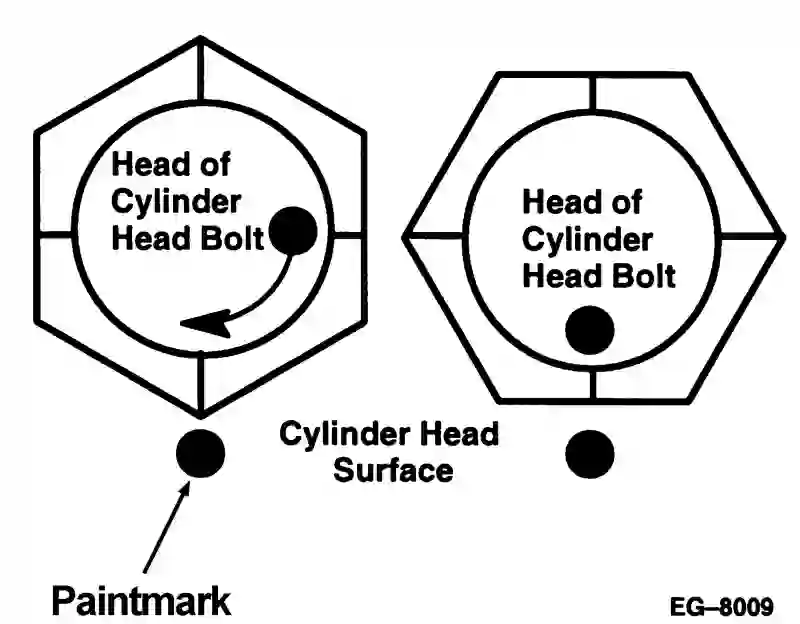 Head of
Cylinder
Head Bolt
Head of
Cylinder
Head Bolt
Cylinder Head
Surface
Paintmark
EG–8009